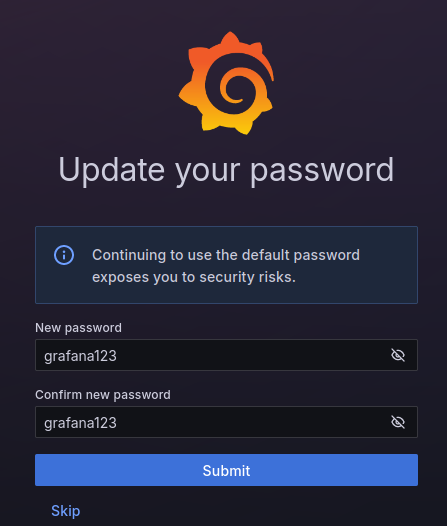 Update your password
Continuing to use the default password
exposes you to security risks.
New password
grafana123
Confirm new password
grafana123
Submit
Skip